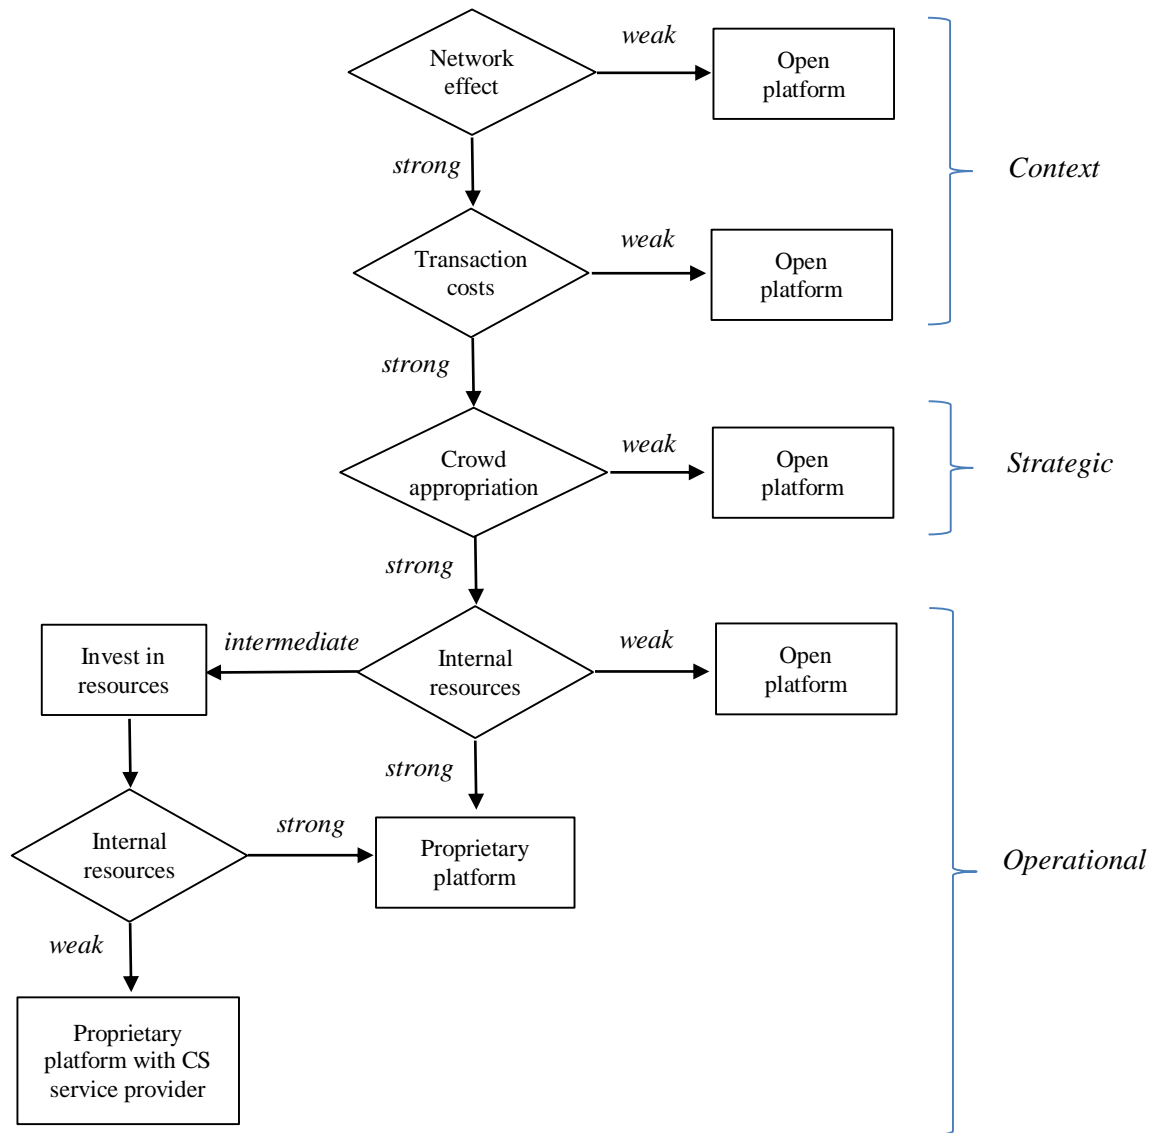 weak
Network
effect
Open
platform
strong
Context
weak
Transaction
costs
Open
platform
strong
weak
Crowd
appropriation
Open
platform
Strategic
strong
intermediate
weak
Invest in
resources
Internal
resources
Open
platform
strong
Internal
resources
strong
Proprietary
platform
Operational
weak
Proprietary
platform with CS
service provider